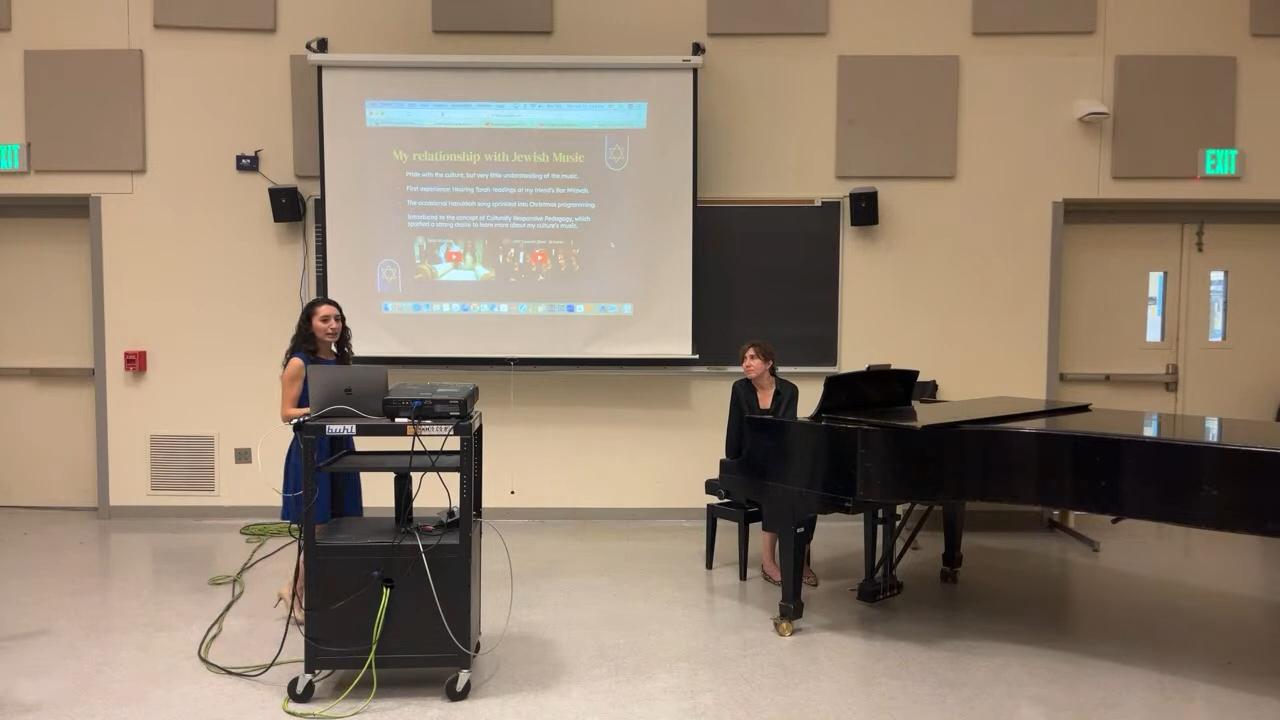 EXIT
EXIT
My relationship with Jewish Music
Pride with the culture, but very little understanding of the music.
First experience: Hearing Torah readings at my friend's Bar Mitzvah.
The occasional Hanukkah song sprinkled into Christmas programming.
Introduced to the concept of Culturally Responsive Pedagogy, which
sparked a strong desire to learn more about my culture's music.
buhl